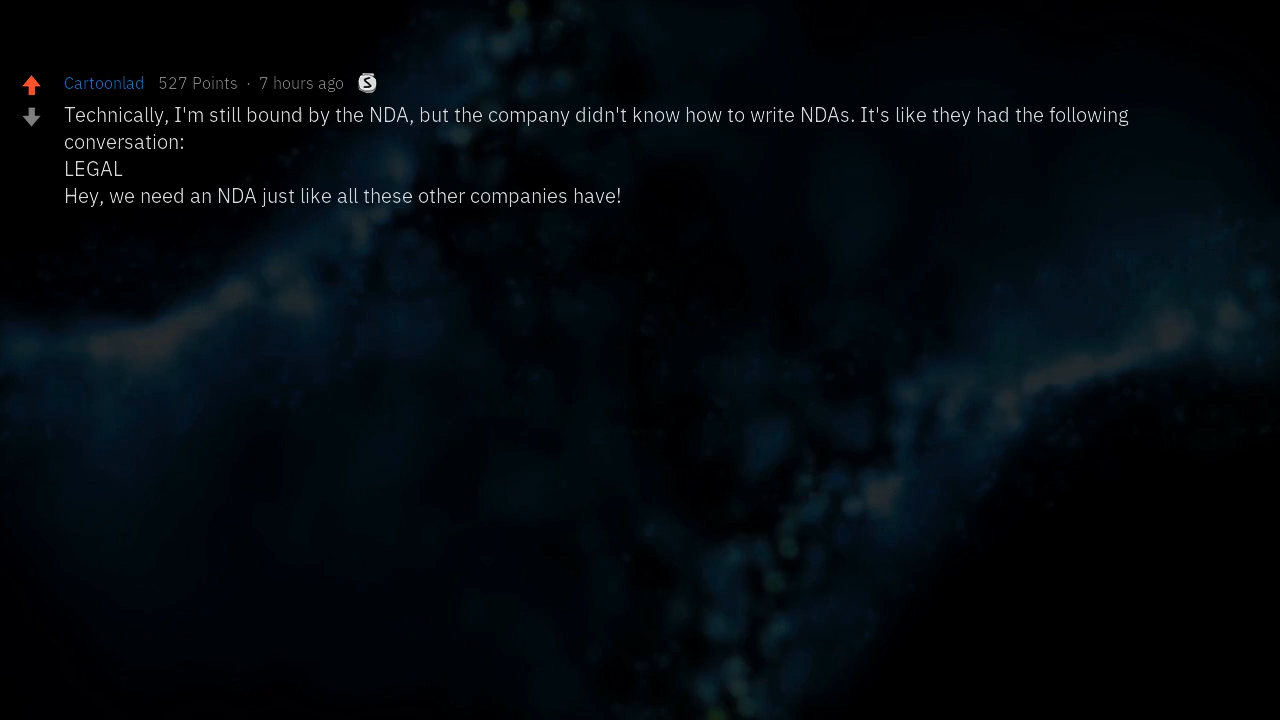 Cartoonlad 527 Points · 7 hours ago S
Technically, I'm still bound by the NDA, but the company didn't know how to write NDAs. It's like they had the following
conversation:
LEGAL
Hey, we need an NDA just like all these other companies have!